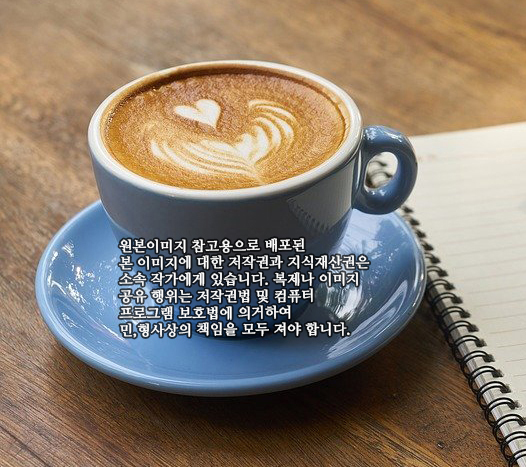 원본이미지 참고용으로 배포된
본 이미지에 대한 저작권과 지식재산권은
소속 작가에게 있습니다. 복제나 이미지
공유 행위는 저작권법 및 컴퓨터
프로그램 보호법에 의거하여
민,형사상의 책임을 모두 져야 합니다.